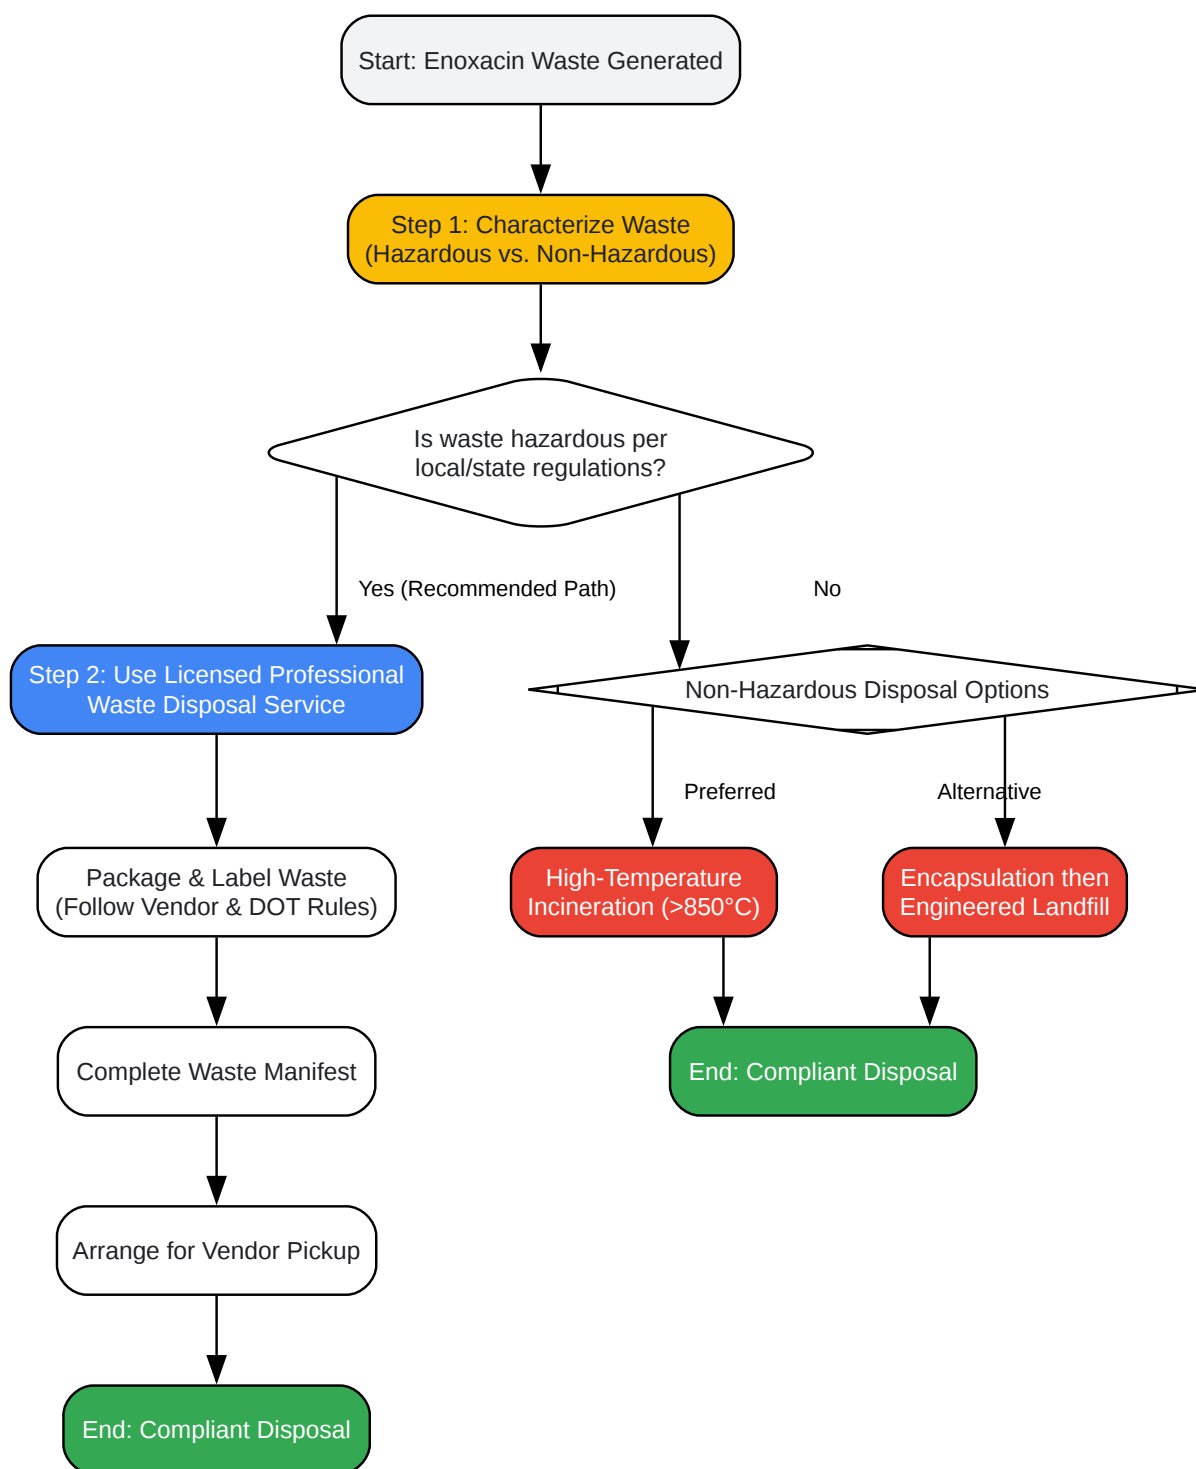 Start: Enoxacin Waste Generated
Step 1: Characterize Waste
(Hazardous vs. Non-Hazardous)
Is waste hazardous per
local/state regulations?
Yes (Recommended Path)
No
Step 2: Use Licensed Professional
Waste Disposal Service
Non-Hazardous Disposal Options
Preferred
Alternative
Package & Label Waste
(Follow Vendor & DOT Rules)
High-Temperature
Incineration (>850°C)
Encapsulation then
Engineered Landfill
Complete Waste Manifest
End: Compliant Disposal
Arrange for Vendor Pickup
End: Compliant Disposal